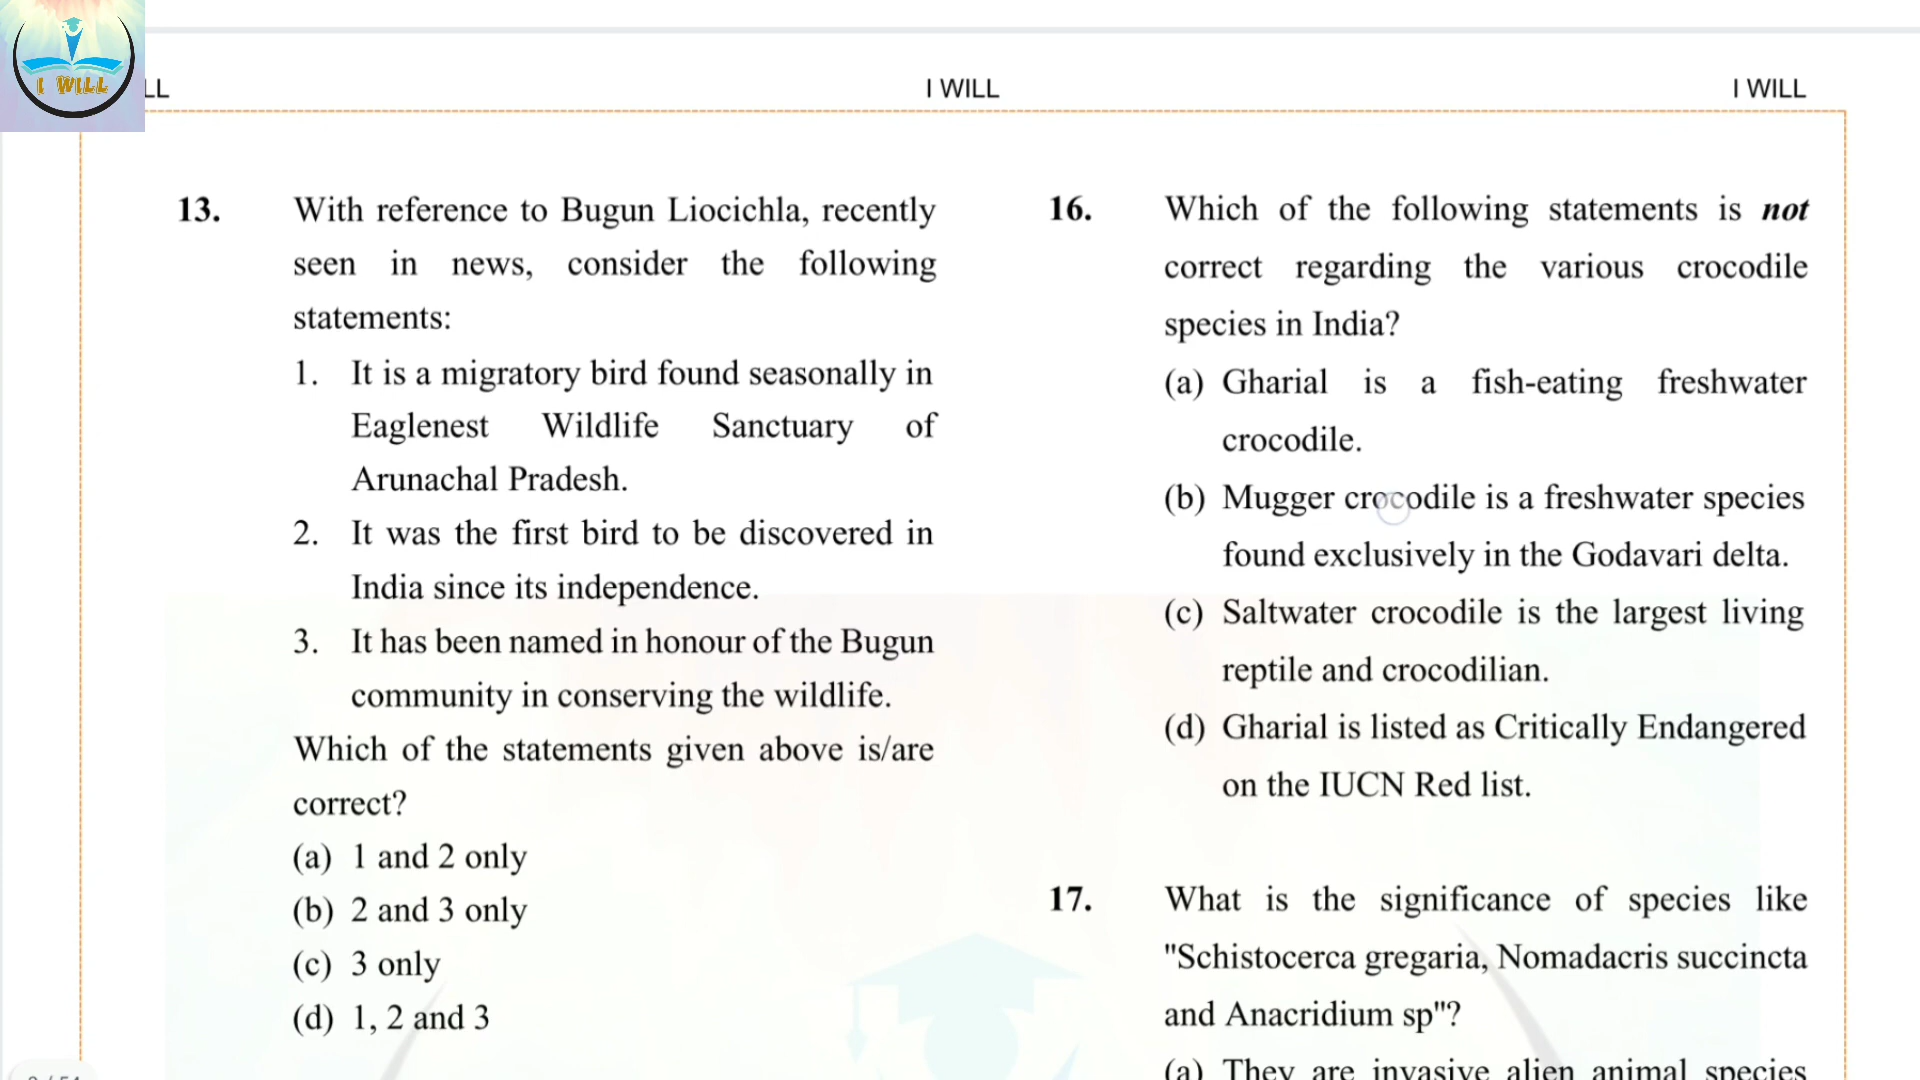 I WILL
LL
I WILL
I WILL
13. With reference to Bugun Liocichla, recently
seen in news, consider the following
statements:
1. It is a migratory bird found seasonally in
Eaglenest Wildlife Sanctuary of
Arunachal Pradesh.
2. It was the first bird to be discovered in
India since its independence.
3. It has been named in honour of the Bugun
community in conserving the wildlife.
Which of the statements given above is/are
correct?
(a) 1 and 2 only
(b) 2 and 3 only
(c) 3 only
(d) 1, 2 and 3
16. Which of the following statements is not
correct regarding the various crocodile
species in India?
(a) Gharial is a fish-eating freshwater
crocodile.
(b) Mugger crocodile is a freshwater species
found exclusively in the Godavari delta.
(c) Saltwater crocodile is the largest living
reptile and crocodilian.
(d) Gharial is listed as Critically Endangered
on the IUCN Red list.
17. What is the significance of species like
"Schistocerca gregaria, Nomadacris succincta
and Anacridium sp"?
(a) They are invasive alien animal species